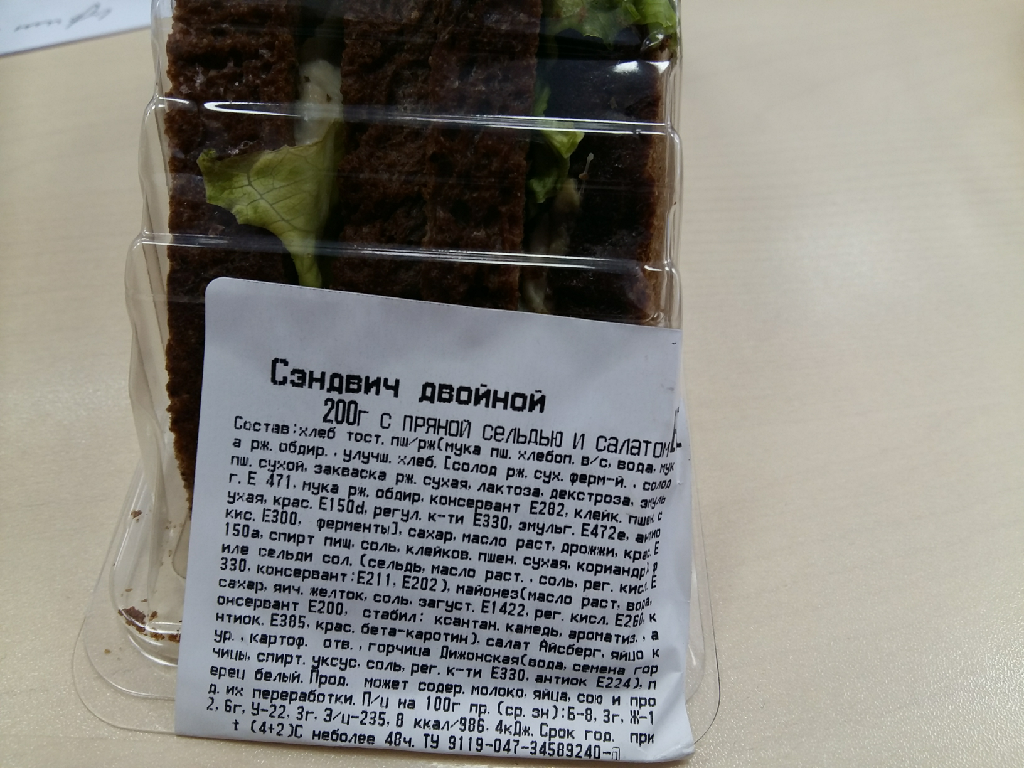 Сэндвич двойной
200г с пряной сельдью и салатом
Состав:хлеб тост. пш/рж(мука пш. хлебоп. в/с, вода, мук
а рж. обдир., улучш. хлеб. [солод рж. сух. ферм-й., солод
пш. сухой, закваска рж. сухая, лактоза, декстроза, эмуль
г. Е 471, мука рж. обдир, консервант Е282, клейк. пшен. с
ухая, крас. Е150d, регул. к-ти Е330, эмульг. Е472е, антио
кис. Е300, ферменты], сахар, масло раст, дрожжи, крас. Е
150а, спирт пищ, соль, клейков. пшен. сухая, кориандр)
иле сельди сол. (сельдь, масло раст., соль, рег. кисл. Е
330, консервант:Е211, Е202), майонез(масло раст, вода,
сахар, яич. желток, соль, загуст. Е1422, рег. кисл. Е260, к
онсервант Е200, стабил: ксантан. камедь, ароматиз., а
нтиок. Е385, крас. бета-каротин), салат Айсберг, яйцо к
ур., картоф. отв., горчица Дижонская(вода, семена гор
чицы, спирт. уксус, соль, рег. к-ти Е330, антиок Е224), п
ерец белый. Прод. может содер. молоко, яйца, сою и про
д. их переработки. П/ц на 100г пр. (ср. зн):Б-8, 3г, Ж-1
2, 6г, У-22, 3г. Э/ц-235, 8 ккал/986, 4кДж. Срок год. при
t (4+2)С неболее 48ч. ТУ 9119-047-34589240-